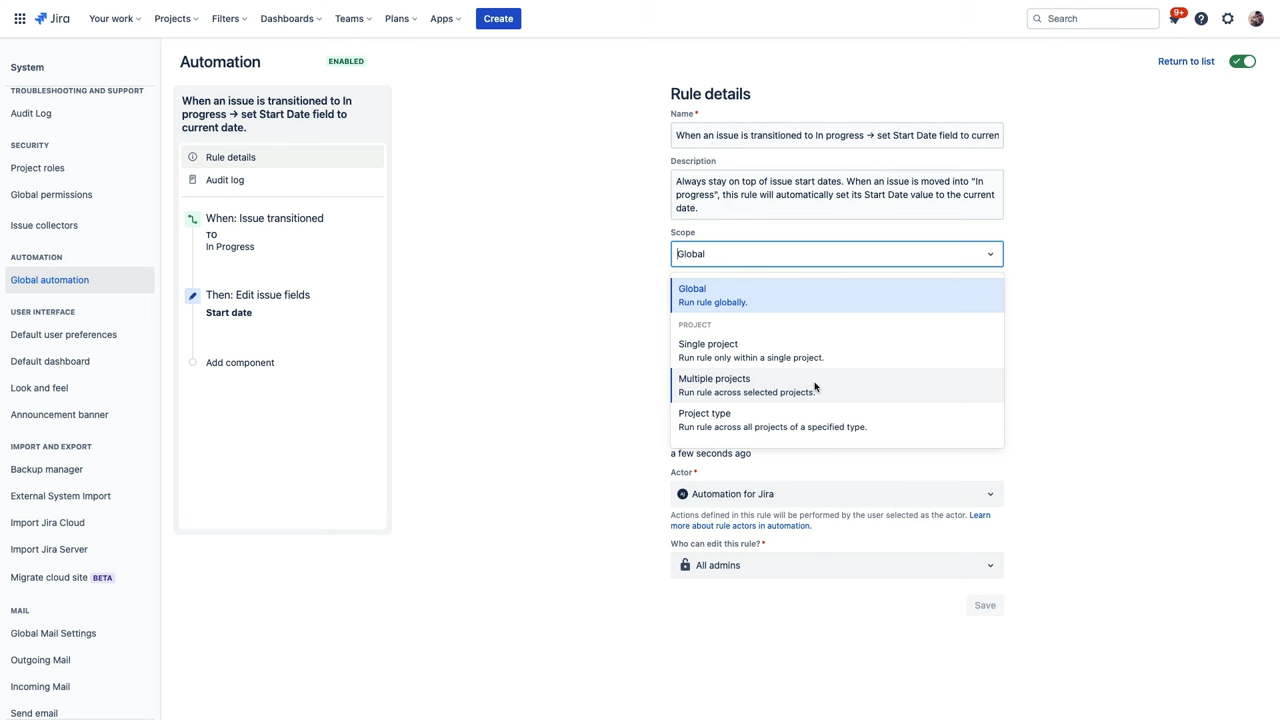 Jira
Your work
Projects
Filters
Dashboards
Teams
Plans
Apps
Create
Search
9+
System
TROUBLESHOOTING AND SUPPORT
Audit Log
SECURITY
Project roles
Global permissions
Issue collectors
AUTOMATION
Global automation
USER INTERFACE
Default user preferences
Default dashboard
Look and feel
Announcement banner
IMPORT AND EXPORT
Backup manager
External System Import
Import Jira Cloud
Import Jira Server
Migrate cloud site BETA
MAIL
Global Mail Settings
Outgoing Mail
Incoming Mail
Send email
Automation
ENABLED
Return to list
When an issue is transitioned to In
progress → set Start Date field to
current date.
Rule details
Audit log
When: Issue transitioned
TO
In Progress
Then: Edit issue fields
Start date
Add component
Rule details
Name*
When an issue is transitioned to In progress → set Start Date field to curren
Description
Always stay on top of issue start dates. When an issue is moved into "In
progress", this rule will automatically set its Start Date value to the current
date.
Scope
Global
Global
Run rule globally.
PROJECT
Single project
Run rule only within a single project.
Multiple projects
Run rule across selected projects.
Project type
Run rule across all projects of a specified type.
a few seconds ago
Actor*
Automation for Jira
Actions defined in this rule will be performed by the user selected as the actor. Learn
more about rule actors in automation.
Who can edit this rule?*
All admins
Save